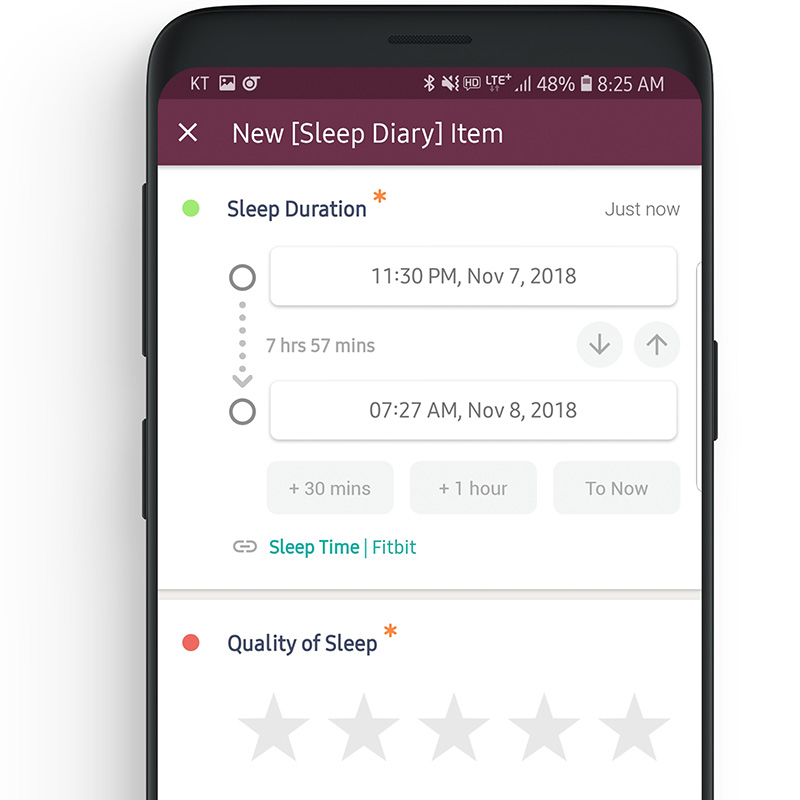 KT HD LTE+ 48% 8:25 AM
New [Sleep Diary] Item
Sleep Duration * Just now
11:30 PM, Nov 7, 2018
7 hrs 57 mins
07:27 AM, Nov 8, 2018
+ 30 mins + 1 hour To Now
Sleep Time | Fitbit
Quality of Sleep *